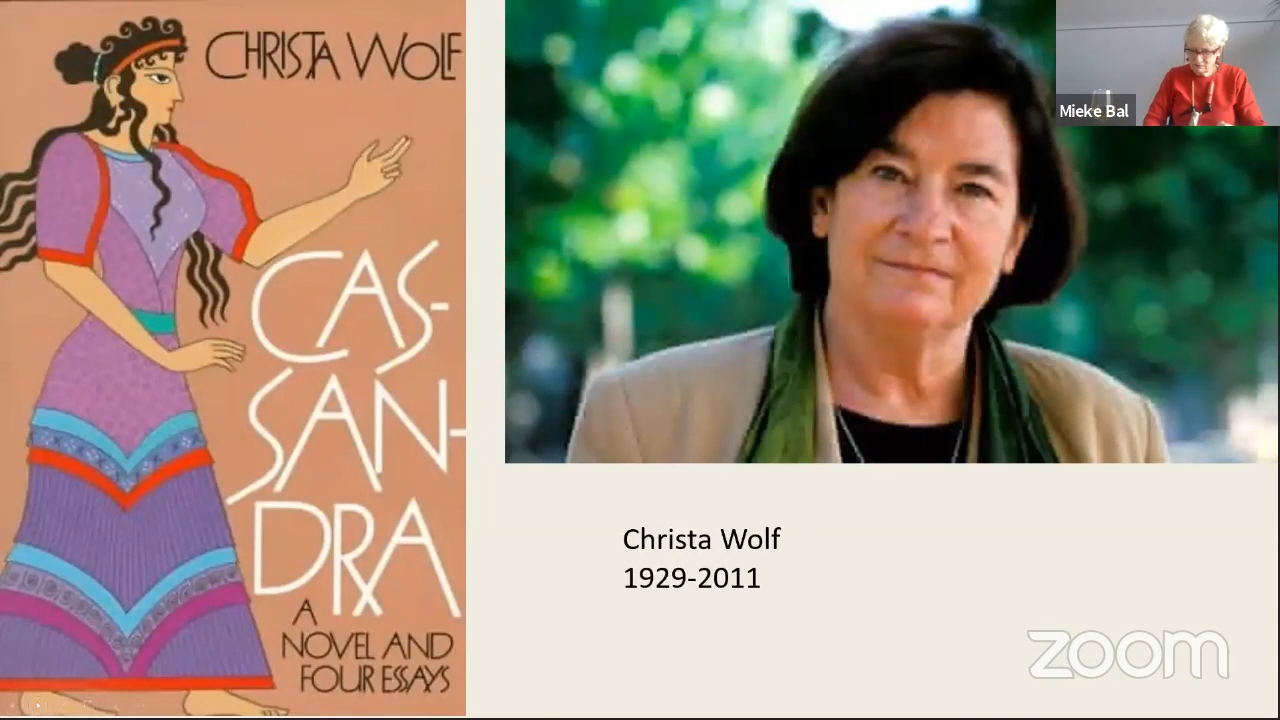 CHRISTA WOLF
CAS-
SAN-
DRA
A
NOVEL AND
FOUR ESSAYS
Christa Wolf
1929-2011
Mieke Bal
zoom